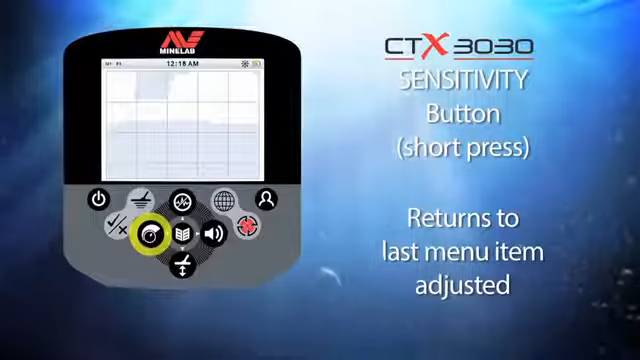 MINELAB
12:18 AM
CTX 3030
SENSITIVITY
Button
(short press)
Returns to
last menu item
adjusted